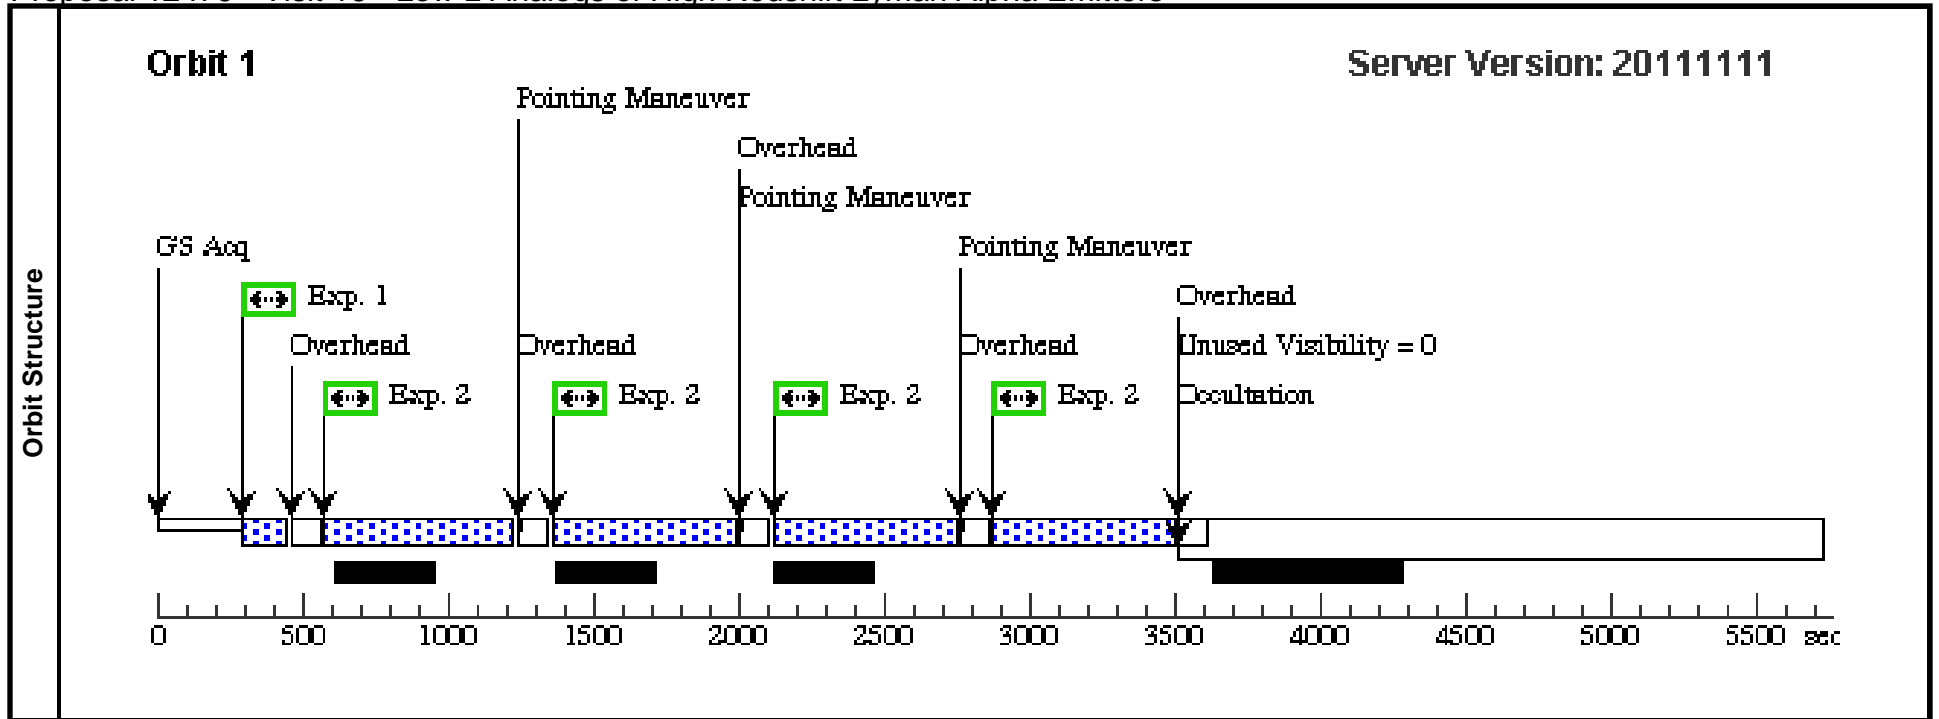 Orbit Structure
Orbit 1
Server Version: 20111111
Pointing Maneuver
Overhead
Pointing Maneuver
GS Acq
Pointing Maneuver
Exp. 1
Overhead
Overhead
Overhead
Overhead
Unused Visibility = 0
Exp. 2
Exp. 2
Exp. 2
Exp. 2
Occultation
0 500 1000 1500 2000 2500 3000 3500 4000 4500 5000 5500 sec